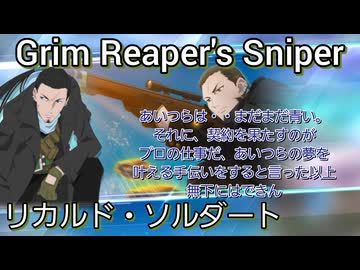 Grim Reaper's Sniper
あいつらは・・まだまだ青い。
それに、契約を果たすのが
プロの仕事だ、あいつらの夢を
叶える手伝いをすると言った以上
無下にはできん
リカルド・ソルダート